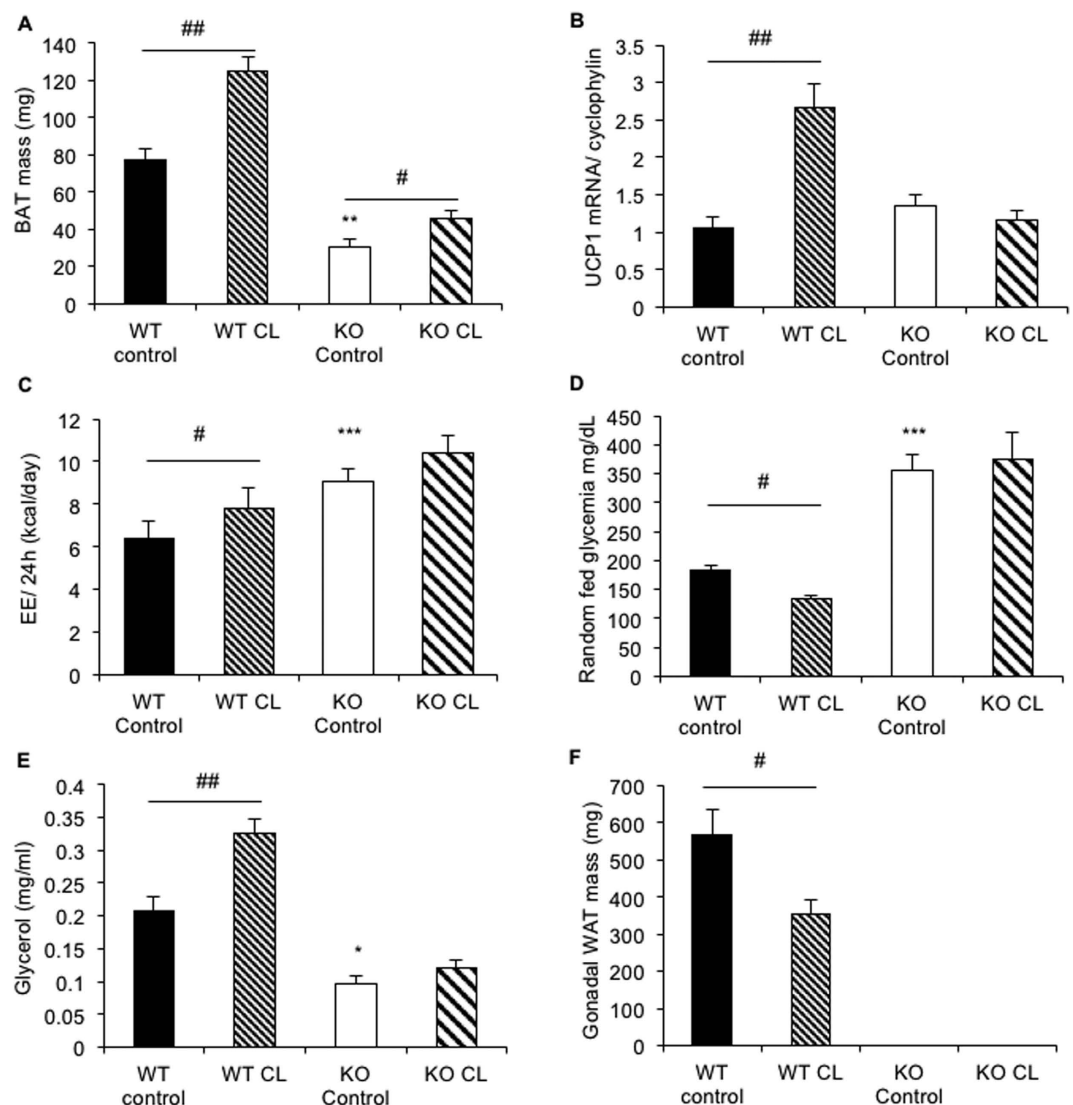 A
BAT mass (mg)
140
120
100
80
60
40
20
0
##
**
#
WT control
WT CL
KO Control
KO CL
B
UCP1 mRNA/ cyclophylin
3.5
3
2.5
2
1.5
1
0.5
0
##
WT control
WT CL
KO Control
KO CL
C
EE/ 24h (kcal/day)
12
10
8
6
4
2
0
#
***
WT Control
WT CL
KO Control
KO CL
D
Random fed glycemia mg/dL
450
400
350
300
250
200
150
100
50
0
#
***
WT control
WT CL
KO Control
KO CL
E
Glycerol (mg/ml)
0.4
0.35
0.3
0.25
0.2
0.15
0.1
0.05
0
##
*
WT control
WT CL
KO Control
KO CL
F
Gonadal WAT mass (mg)
700
600
500
400
300
200
100
0
#
WT control
WT CL
KO Control
KO CL